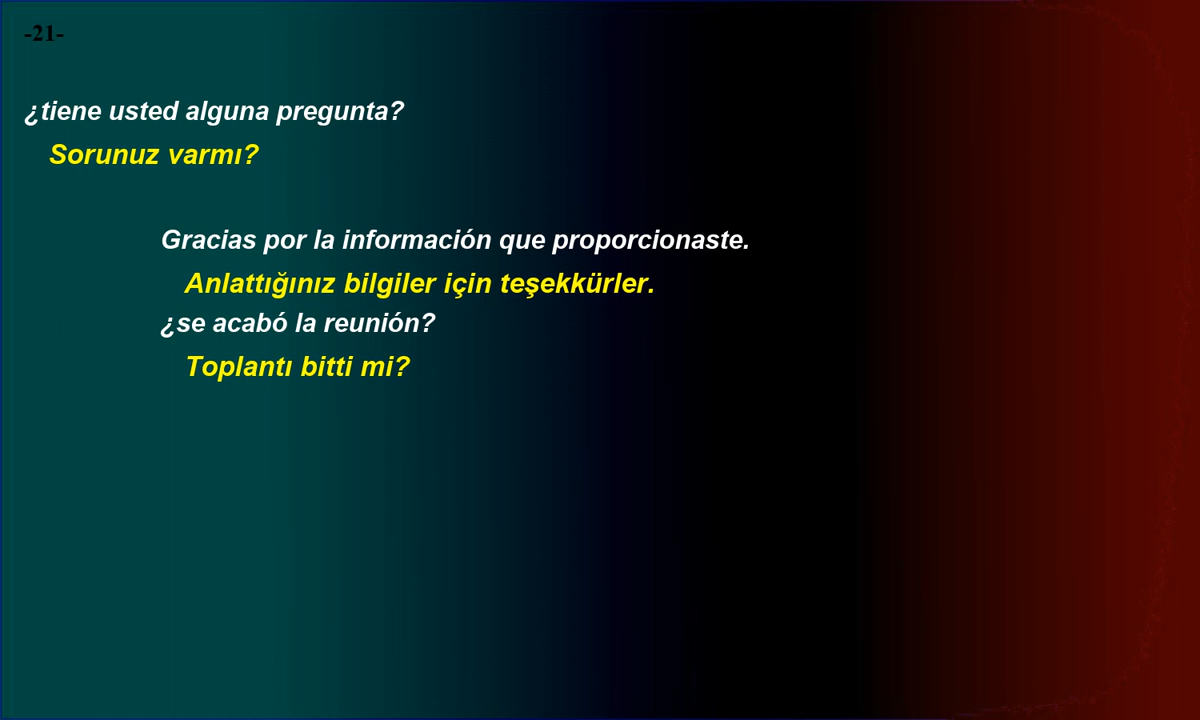 -21-
¿tiene usted alguna pregunta?
Sorunuz varmı?
Gracias por la información que proporcionaste.
Anlattığınız bilgiler için teşekkürler.
¿se acabó la reunión?
Toplantı bitti mi?